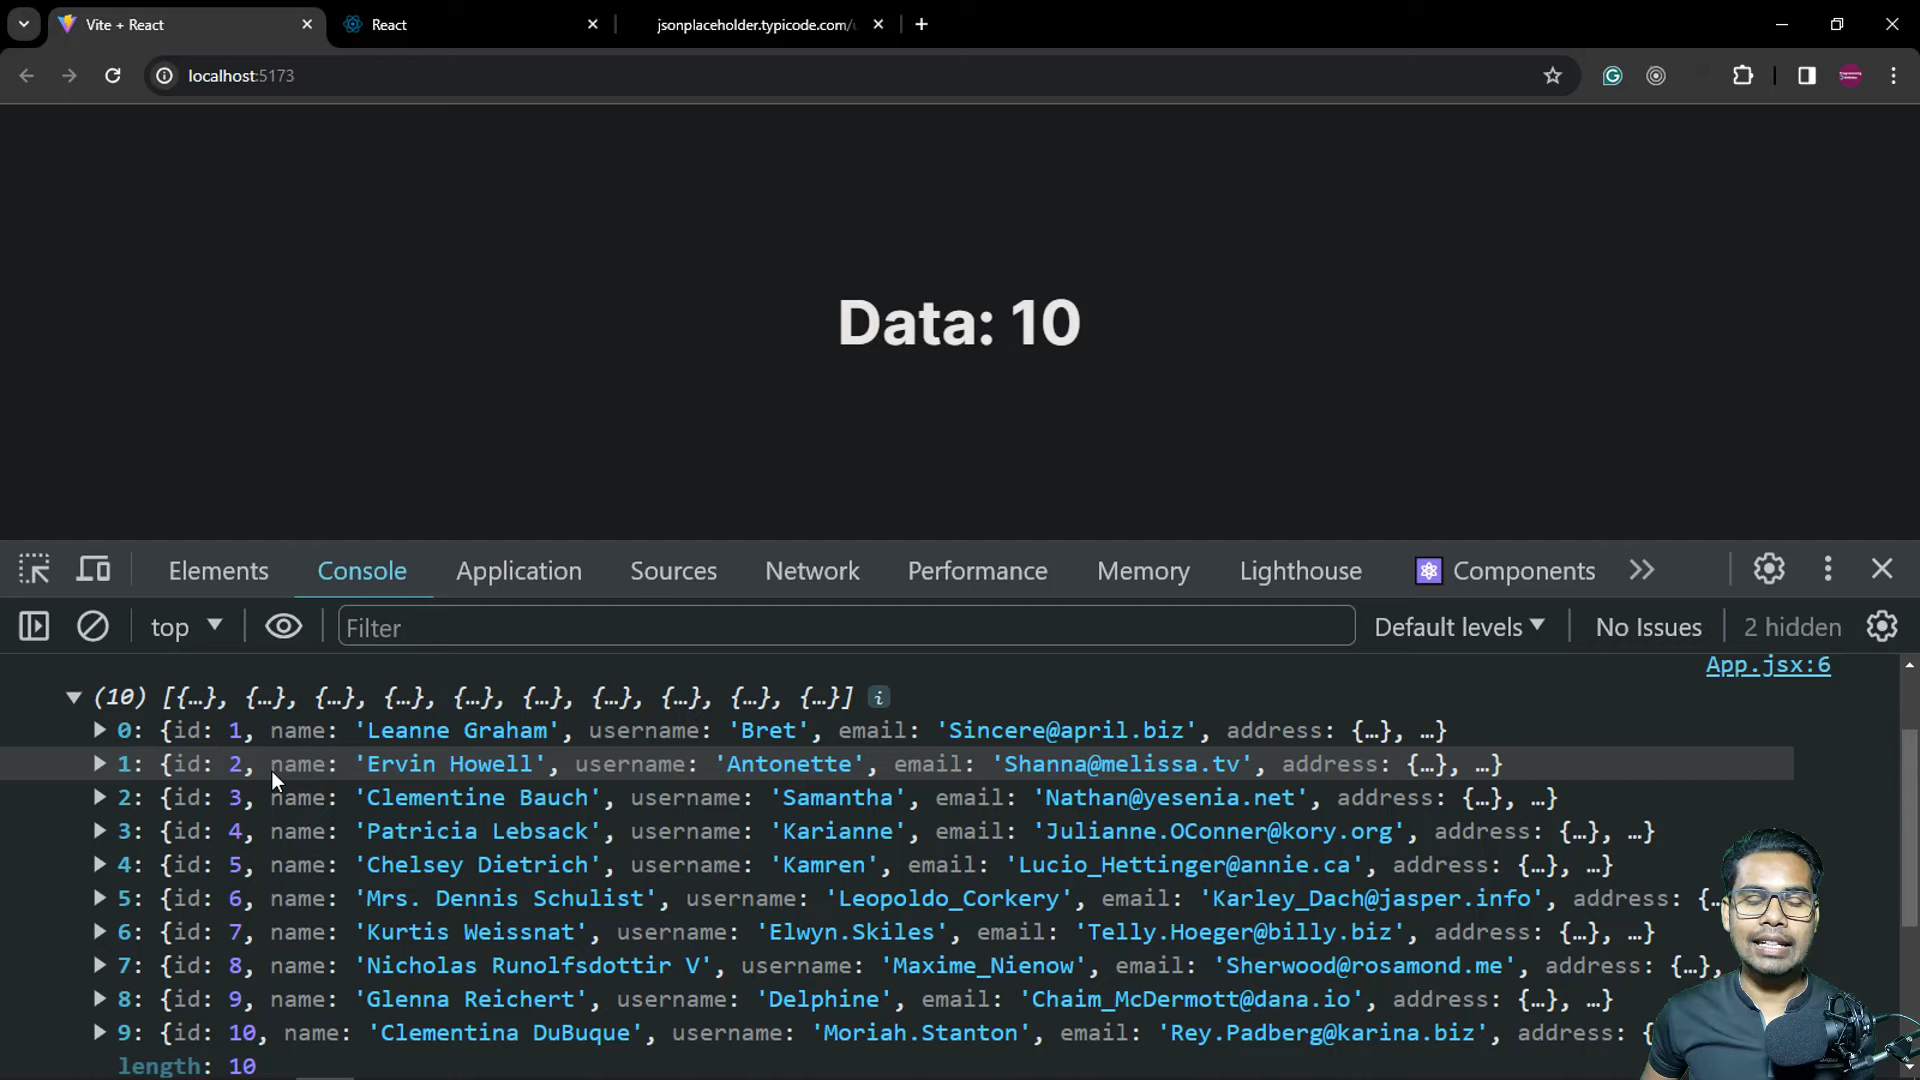 Vite + React
React
jsonplaceholder.typicode.com/u
localhost:5173
Data: 10
Elements Console Application Sources Network Performance Memory Lighthouse Components
top Filter Default levels No Issues 2 hidden
App.jsx:6
(10) [{…}, {…}, {…}, {…}, {…}, {…}, {…}, {…}, {…}, {…}]
0: {id: 1, name: 'Leanne Graham', username: 'Bret', email: 'Sincere@april.biz', address: {…}, …}
1: {id: 2, name: 'Ervin Howell', username: 'Antonette', email: 'Shanna@melissa.tv', address: {…}, …}
2: {id: 3, name: 'Clementine Bauch', username: 'Samantha', email: 'Nathan@yesenia.net', address: {…}, …}
3: {id: 4, name: 'Patricia Lebsack', username: 'Karianne', email: 'Julianne.OConner@kory.org', address: {…}, …}
4: {id: 5, name: 'Chelsey Dietrich', username: 'Kamren', email: 'Lucio_Hettinger@annie.ca', address: {…}, …}
5: {id: 6, name: 'Mrs. Dennis Schulist', username: 'Leopoldo_Corkery', email: 'Karley_Dach@jasper.info', address: {…
6: {id: 7, name: 'Kurtis Weissnat', username: 'Elwyn.Skiles', email: 'Telly.Hoeger@billy.biz', address: {…}, …}
7: {id: 8, name: 'Nicholas Runolfsdottir V', username: 'Maxime_Nienow', email: 'Sherwood@rosamond.me', address: {…},
8: {id: 9, name: 'Glenna Reichert', username: 'Delphine', email: 'Chaim_McDermott@dana.io', address: {…}, …}
9: {id: 10, name: 'Clementina DuBuque', username: 'Moriah.Stanton', email: 'Rey.Padberg@karina.biz', address: {
length: 10